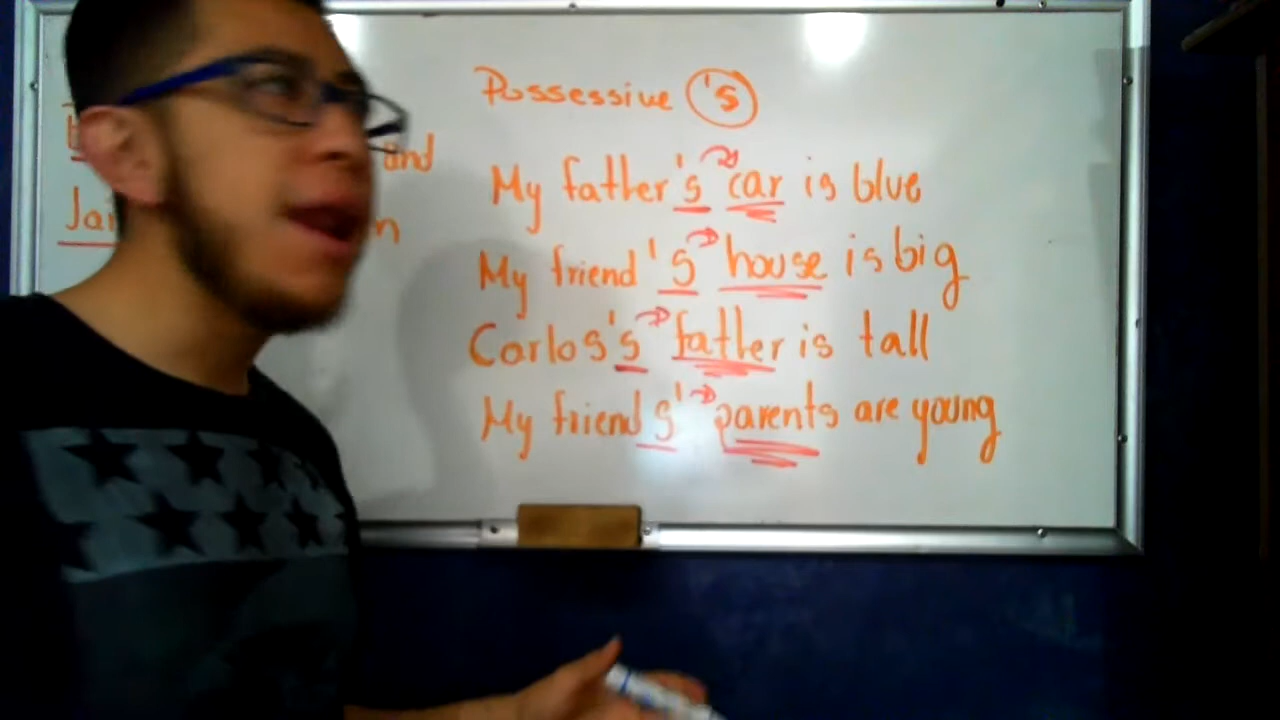 Possessive 's
and
My father's car is blue
My friend's house is big
Carlos's father is tall
My friends' parents are young